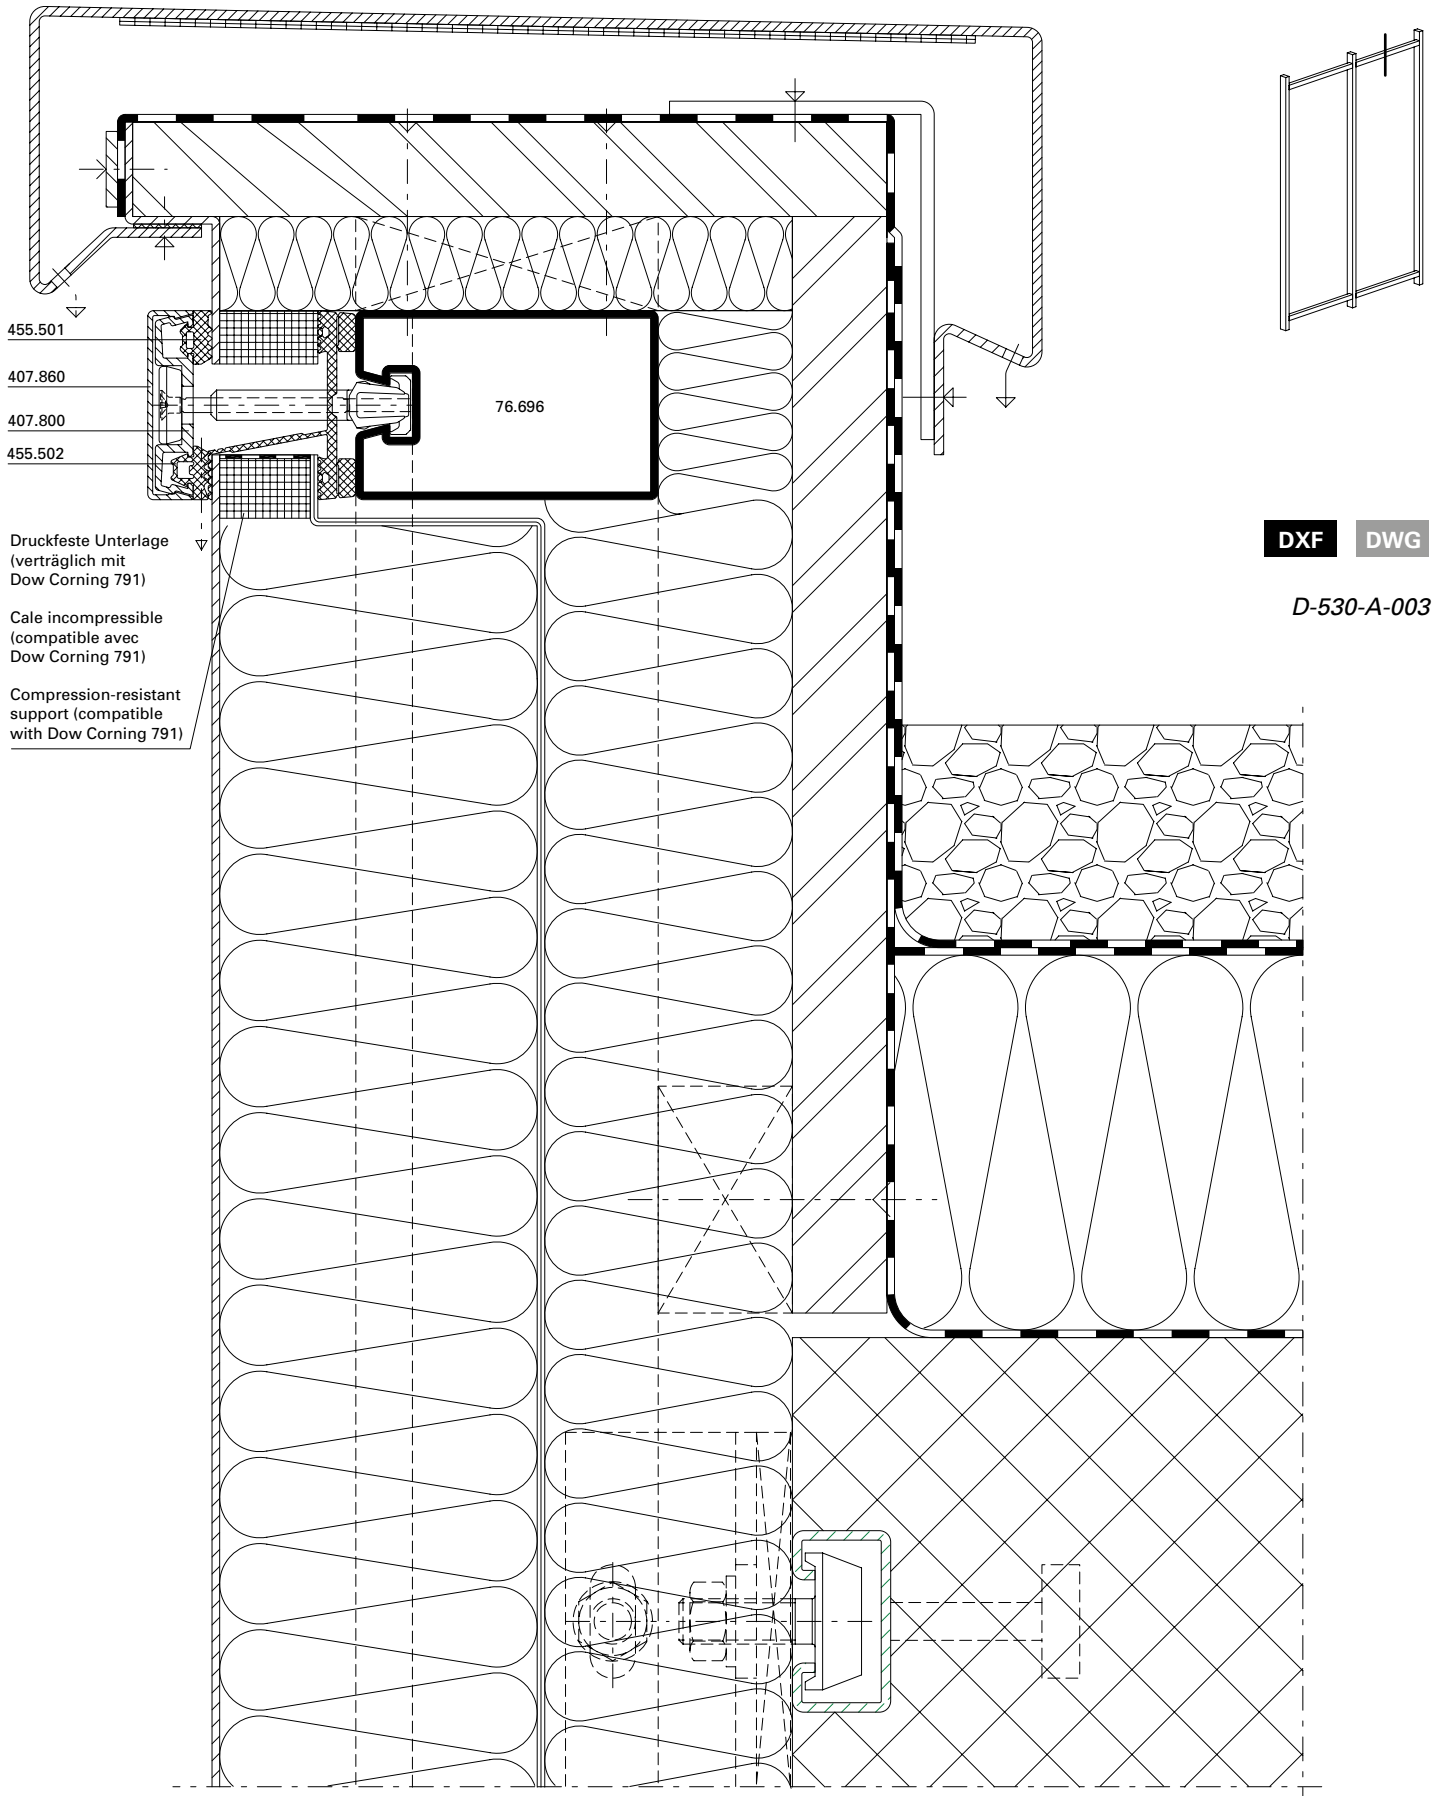 455.501
407.860
407.800
455.502
76.696
Druckfeste Unterlage
(verträglich mit
Dow Corning 791)
Cale incompressible
(compatible avec
Dow Corning 791)
Compression-resistant
support (compatible
with Dow Corning 791)
DXF DWG
D-530-A-003